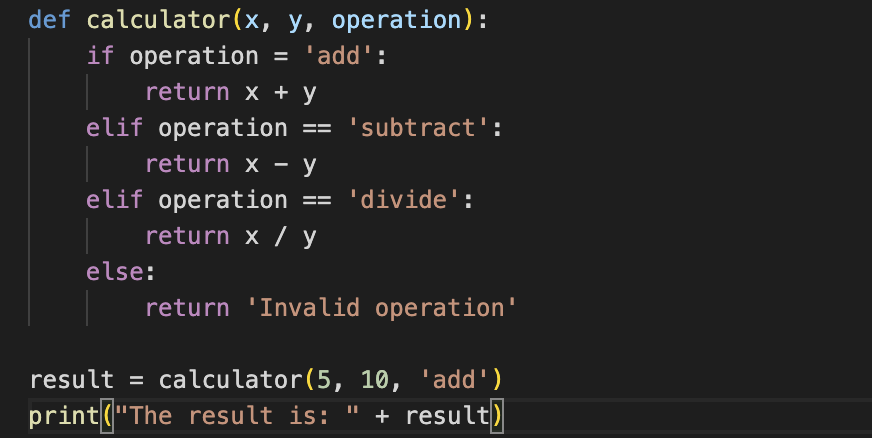 def calculator(x, y, operation):
    if operation = 'add':
        return x + y
    elif operation == 'subtract':
        return x - y
    elif operation == 'divide':
        return x / y
    else:
        return 'Invalid operation'

result = calculator(5, 10, 'add')
print("The result is: " + result)